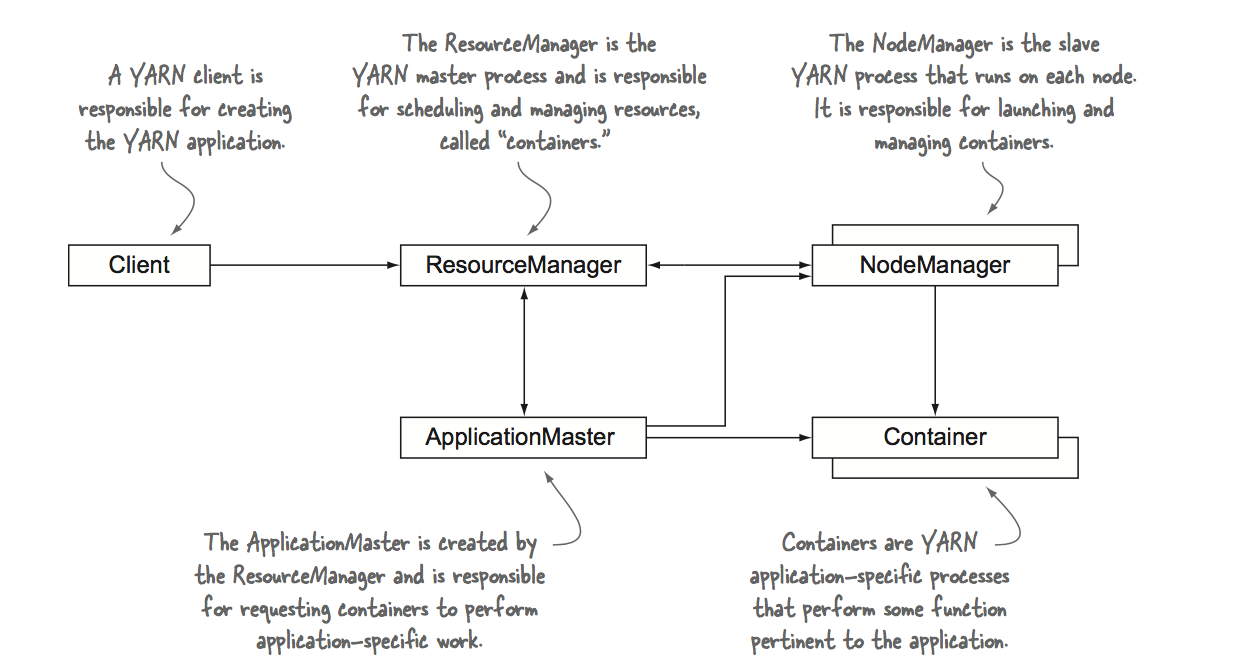 A YARN client is
responsible for creating
the YARN application.
The ResourceManager is the
YARN master process and is responsible
for scheduling and managing resources,
called “containers.”
The NodeManager is the slave
YARN process that runs on each node.
It is responsible for launching and
managing containers.
Client
ResourceManager
NodeManager
ApplicationMaster
Container
The ApplicationMaster is created by
the ResourceManager and is responsible
for requesting containers to perform
application-specific work.
Containers are YARN
application-specific processes
that perform some function
pertinent to the application.